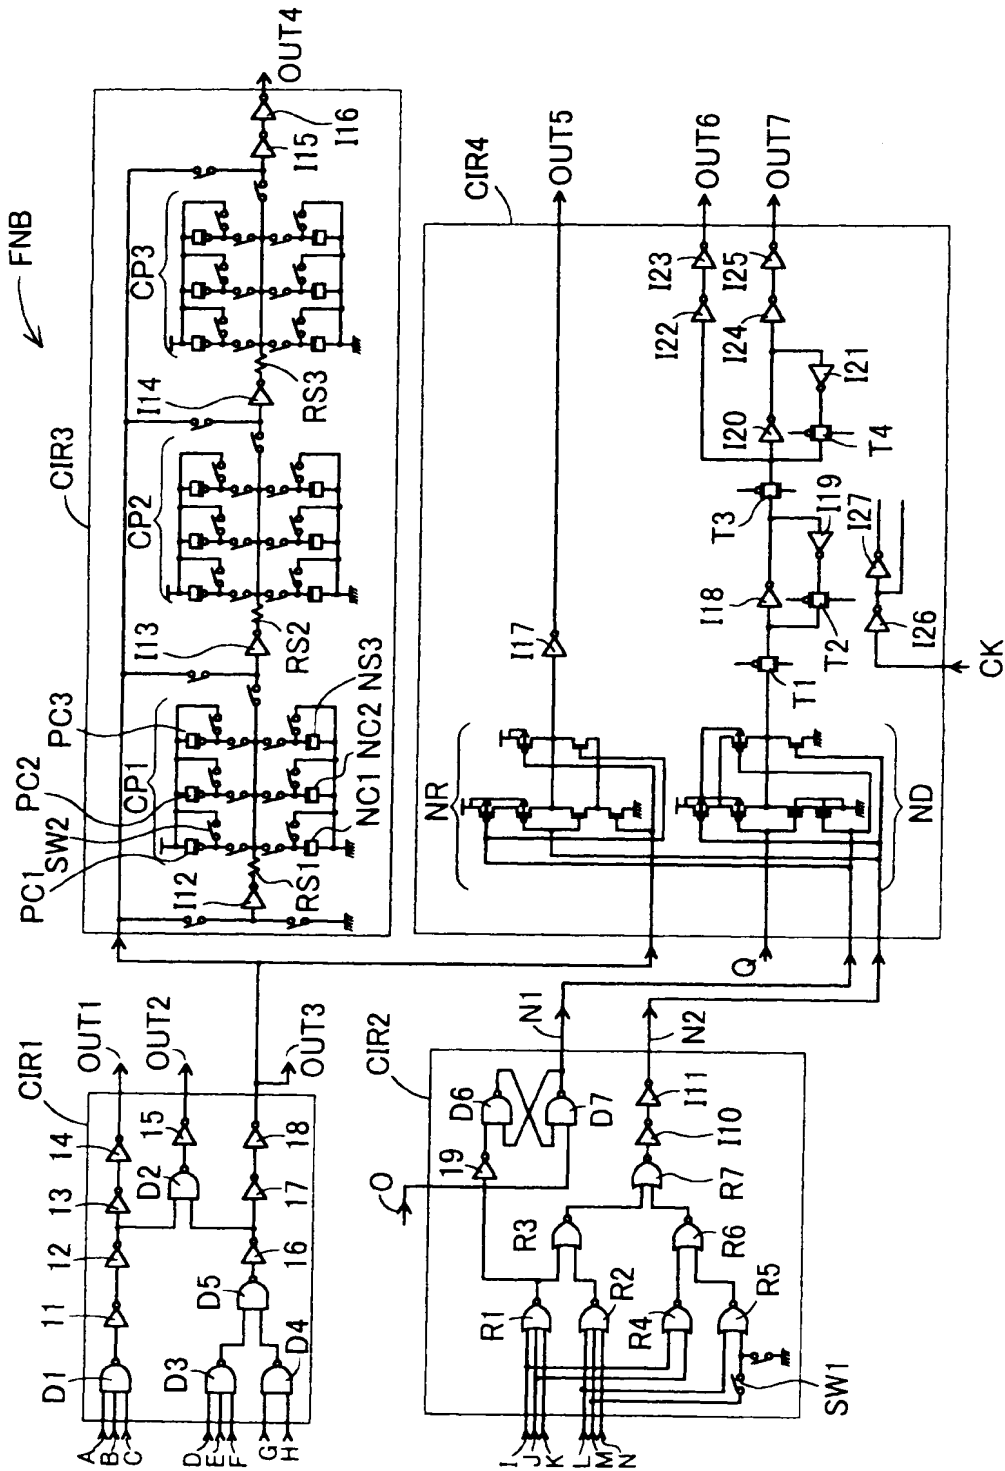 FNB
CIR1
OUT1
OUT2
OUT3
A
B
C
D
E
F
G
H
D1
11
12
13
14
D2
15
D3
D4
D5
16
17
18
CIR3
CP1
CP2
CP3
PC1
SW2
PC2
PC3
I12
RS1
NC1
NC2
NS3
I13
RS2
I14
RS3
I15
I16
OUT4
CIR2
O
19
D6
D7
N1
N2
R1
R2
R3
R4
R5
R6
R7
I10
I11
I
J
K
L
M
N
SW1
CIR4
NR
ND
Q
I17
OUT5
T1
I18
T2
I19
T3
I20
T4
I21
I22
I23
OUT6
I24
I25
OUT7
I26
I27
CK